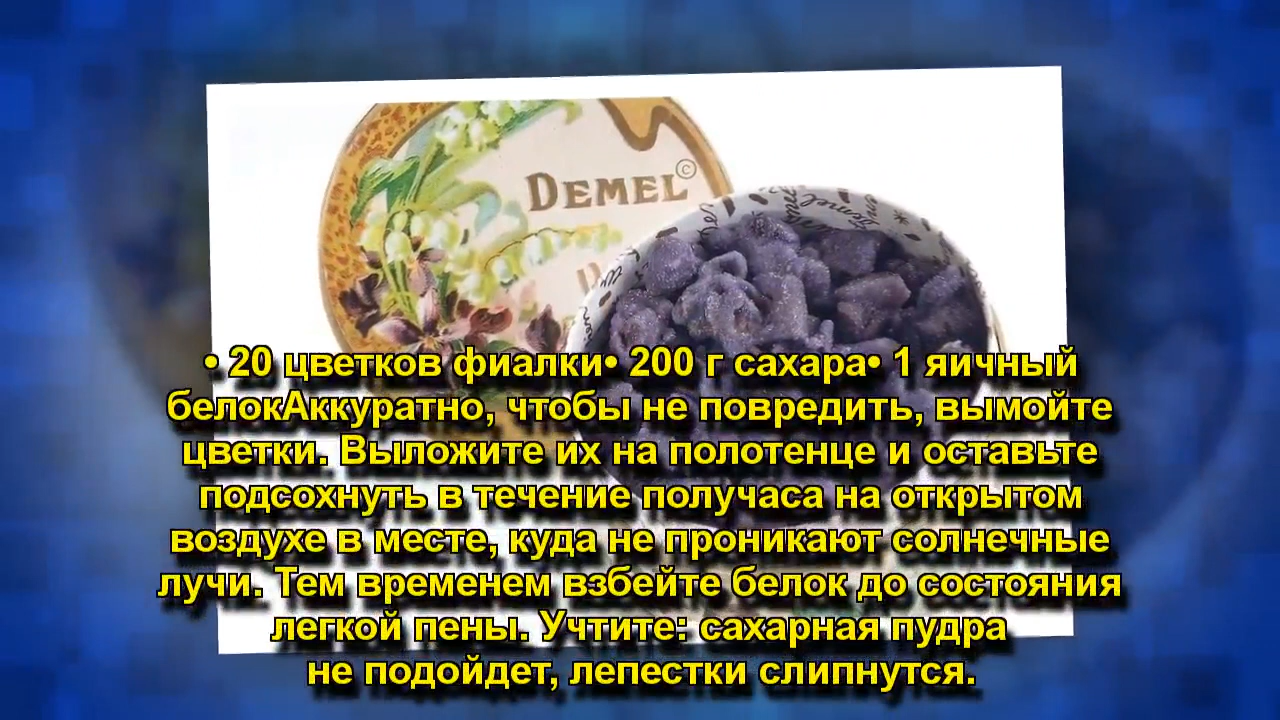 DEMEL©
• 20 цветков фиалки• 200 г сахара• 1 яичный
белокАккуратно, чтобы не повредить, вымойте
цветки. Выложите их на полотенце и оставьте
подсохнуть в течение получаса на открытом
воздухе в месте, куда не проникают солнечные
лучи. Тем временем взбейте белок до состояния
легкой пены. Учтите: сахарная пудра
не подойдет, лепестки слипнутся.